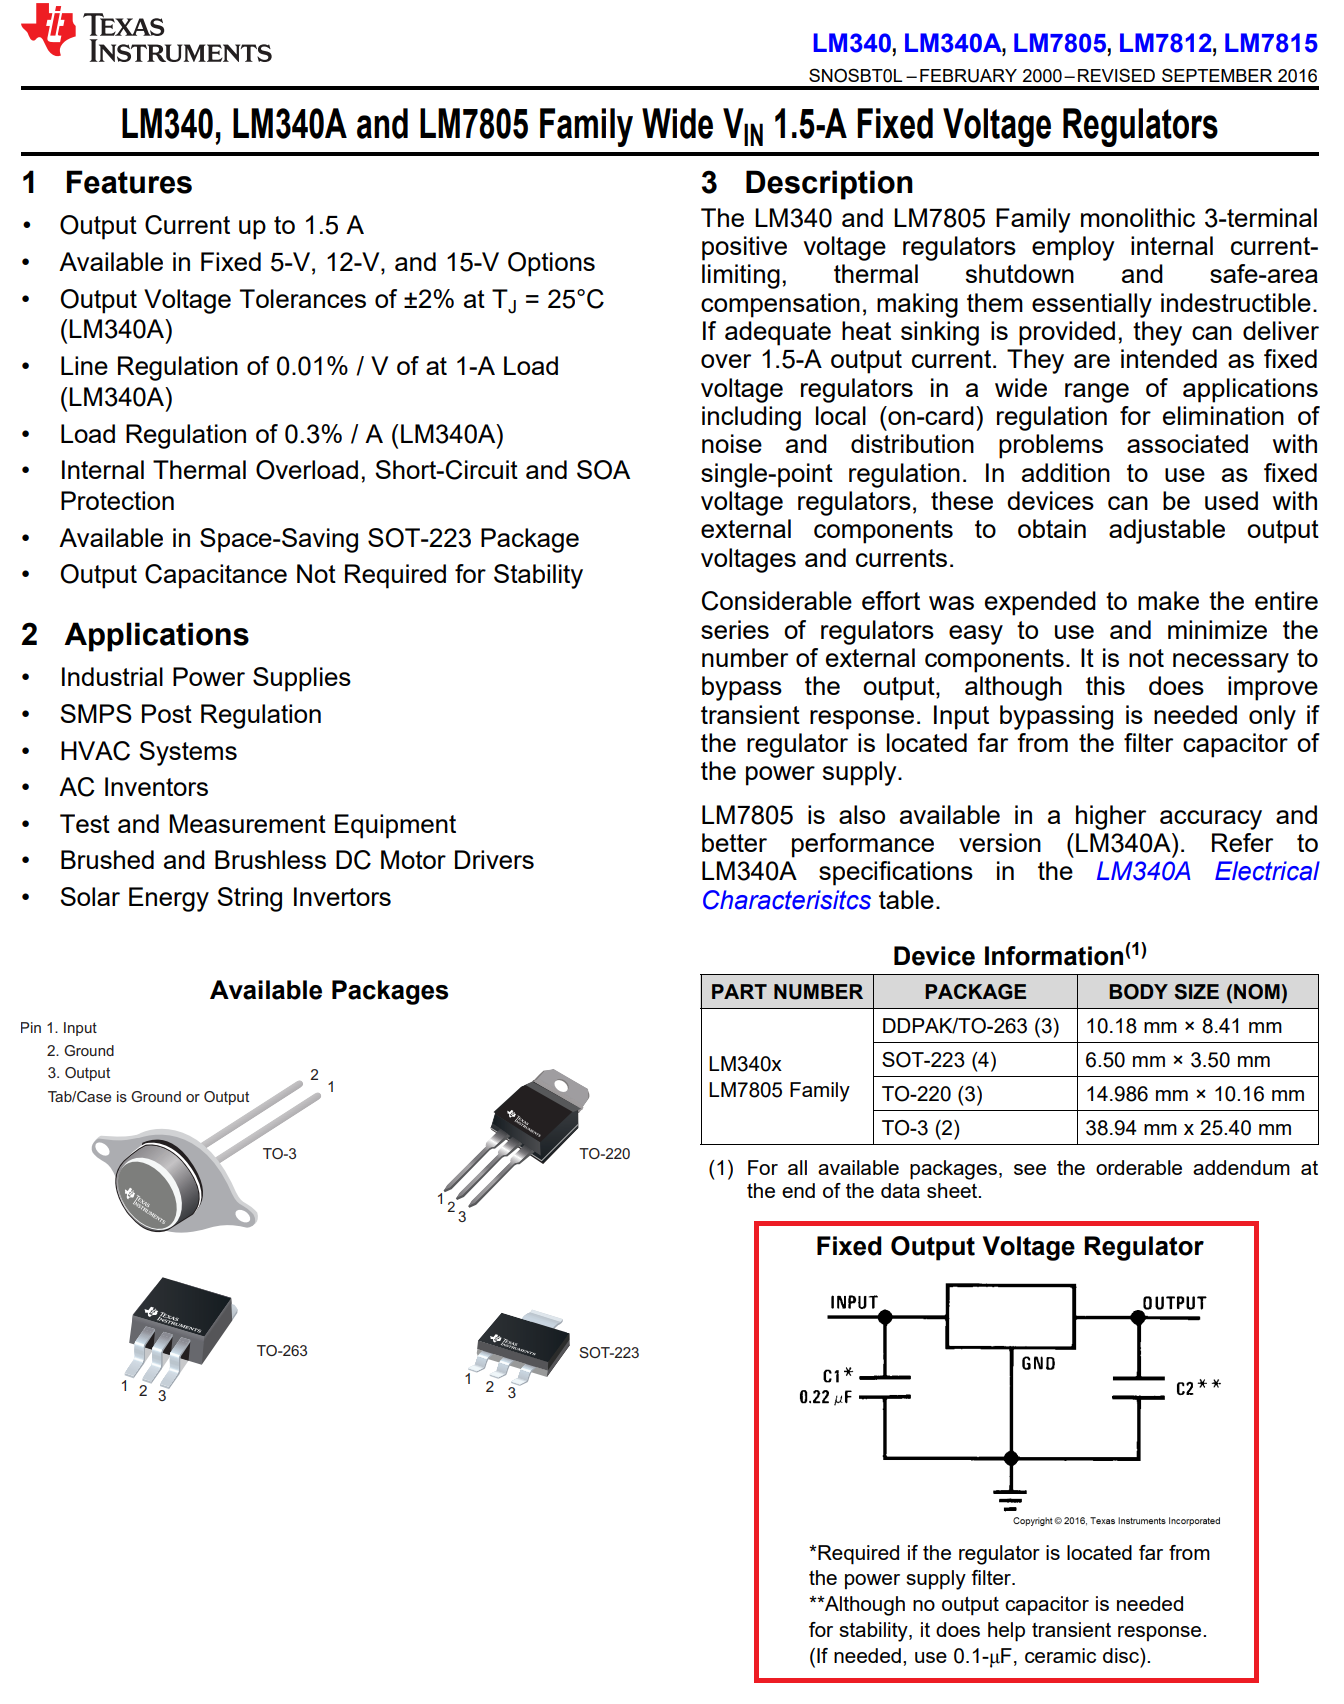 TEXAS
INSTRUMENTS
LM340, LM340A, LM7805, LM7812, LM7815
SNOSBT0L –FEBRUARY 2000–REVISED SEPTEMBER 2016
LM340, LM340A and LM7805 Family Wide VIN 1.5-A Fixed Voltage Regulators
1 Features
• Output Current up to 1.5 A
• Available in Fixed 5-V, 12-V, and 15-V Options
• Output Voltage Tolerances of ±2% at TJ = 25°C
(LM340A)
• Line Regulation of 0.01% / V of at 1-A Load
(LM340A)
• Load Regulation of 0.3% / A (LM340A)
• Internal Thermal Overload, Short-Circuit and SOA
Protection
• Available in Space-Saving SOT-223 Package
• Output Capacitance Not Required for Stability
2 Applications
• Industrial Power Supplies
• SMPS Post Regulation
• HVAC Systems
• AC Inventors
• Test and Measurement Equipment
• Brushed and Brushless DC Motor Drivers
• Solar Energy String Invertors
Available Packages
Pin 1. Input
2. Ground
3. Output
Tab/Case is Ground or Output
2
1
TO-3
TEXAS
INSTRUMENTS
TO-220
TEXAS
INSTRUMENTS
1
2
3
TO-263
TEXAS
INSTRUMENTS
1 2 3
SOT-223
TEXAS
INSTRUMENTS
1 2 3
3 Description
The LM340 and LM7805 Family monolithic 3-terminal
positive voltage regulators employ internal current-
limiting, thermal shutdown and safe-area
compensation, making them essentially indestructible.
If adequate heat sinking is provided, they can deliver
over 1.5-A output current. They are intended as fixed
voltage regulators in a wide range of applications
including local (on-card) regulation for elimination of
noise and distribution problems associated with
single-point regulation. In addition to use as fixed
voltage regulators, these devices can be used with
external components to obtain adjustable output
voltages and currents.
Considerable effort was expended to make the entire
series of regulators easy to use and minimize the
number of external components. It is not necessary to
bypass the output, although this does improve
transient response. Input bypassing is needed only if
the regulator is located far from the filter capacitor of
the power supply.
LM7805 is also available in a higher accuracy and
better performance version (LM340A). Refer to
LM340A specifications in the LM340A Electrical
Characterisitcs table.
Device Information(1)
PART NUMBER PACKAGE BODY SIZE (NOM)
LM340x
LM7805 Family
DDPAK/TO-263 (3) 10.18 mm × 8.41 mm
SOT-223 (4) 6.50 mm × 3.50 mm
TO-220 (3) 14.986 mm × 10.16 mm
TO-3 (2) 38.94 mm x 25.40 mm
(1) For all available packages, see the orderable addendum at
the end of the data sheet.
Fixed Output Voltage Regulator
INPUT
OUTPUT
GND
C1*
0.22 μF
C2**
Copyright © 2016, Texas Instruments Incorporated
*Required if the regulator is located far from
the power supply filter.
**Although no output capacitor is needed
for stability, it does help transient response.
(If needed, use 0.1-μF, ceramic disc).